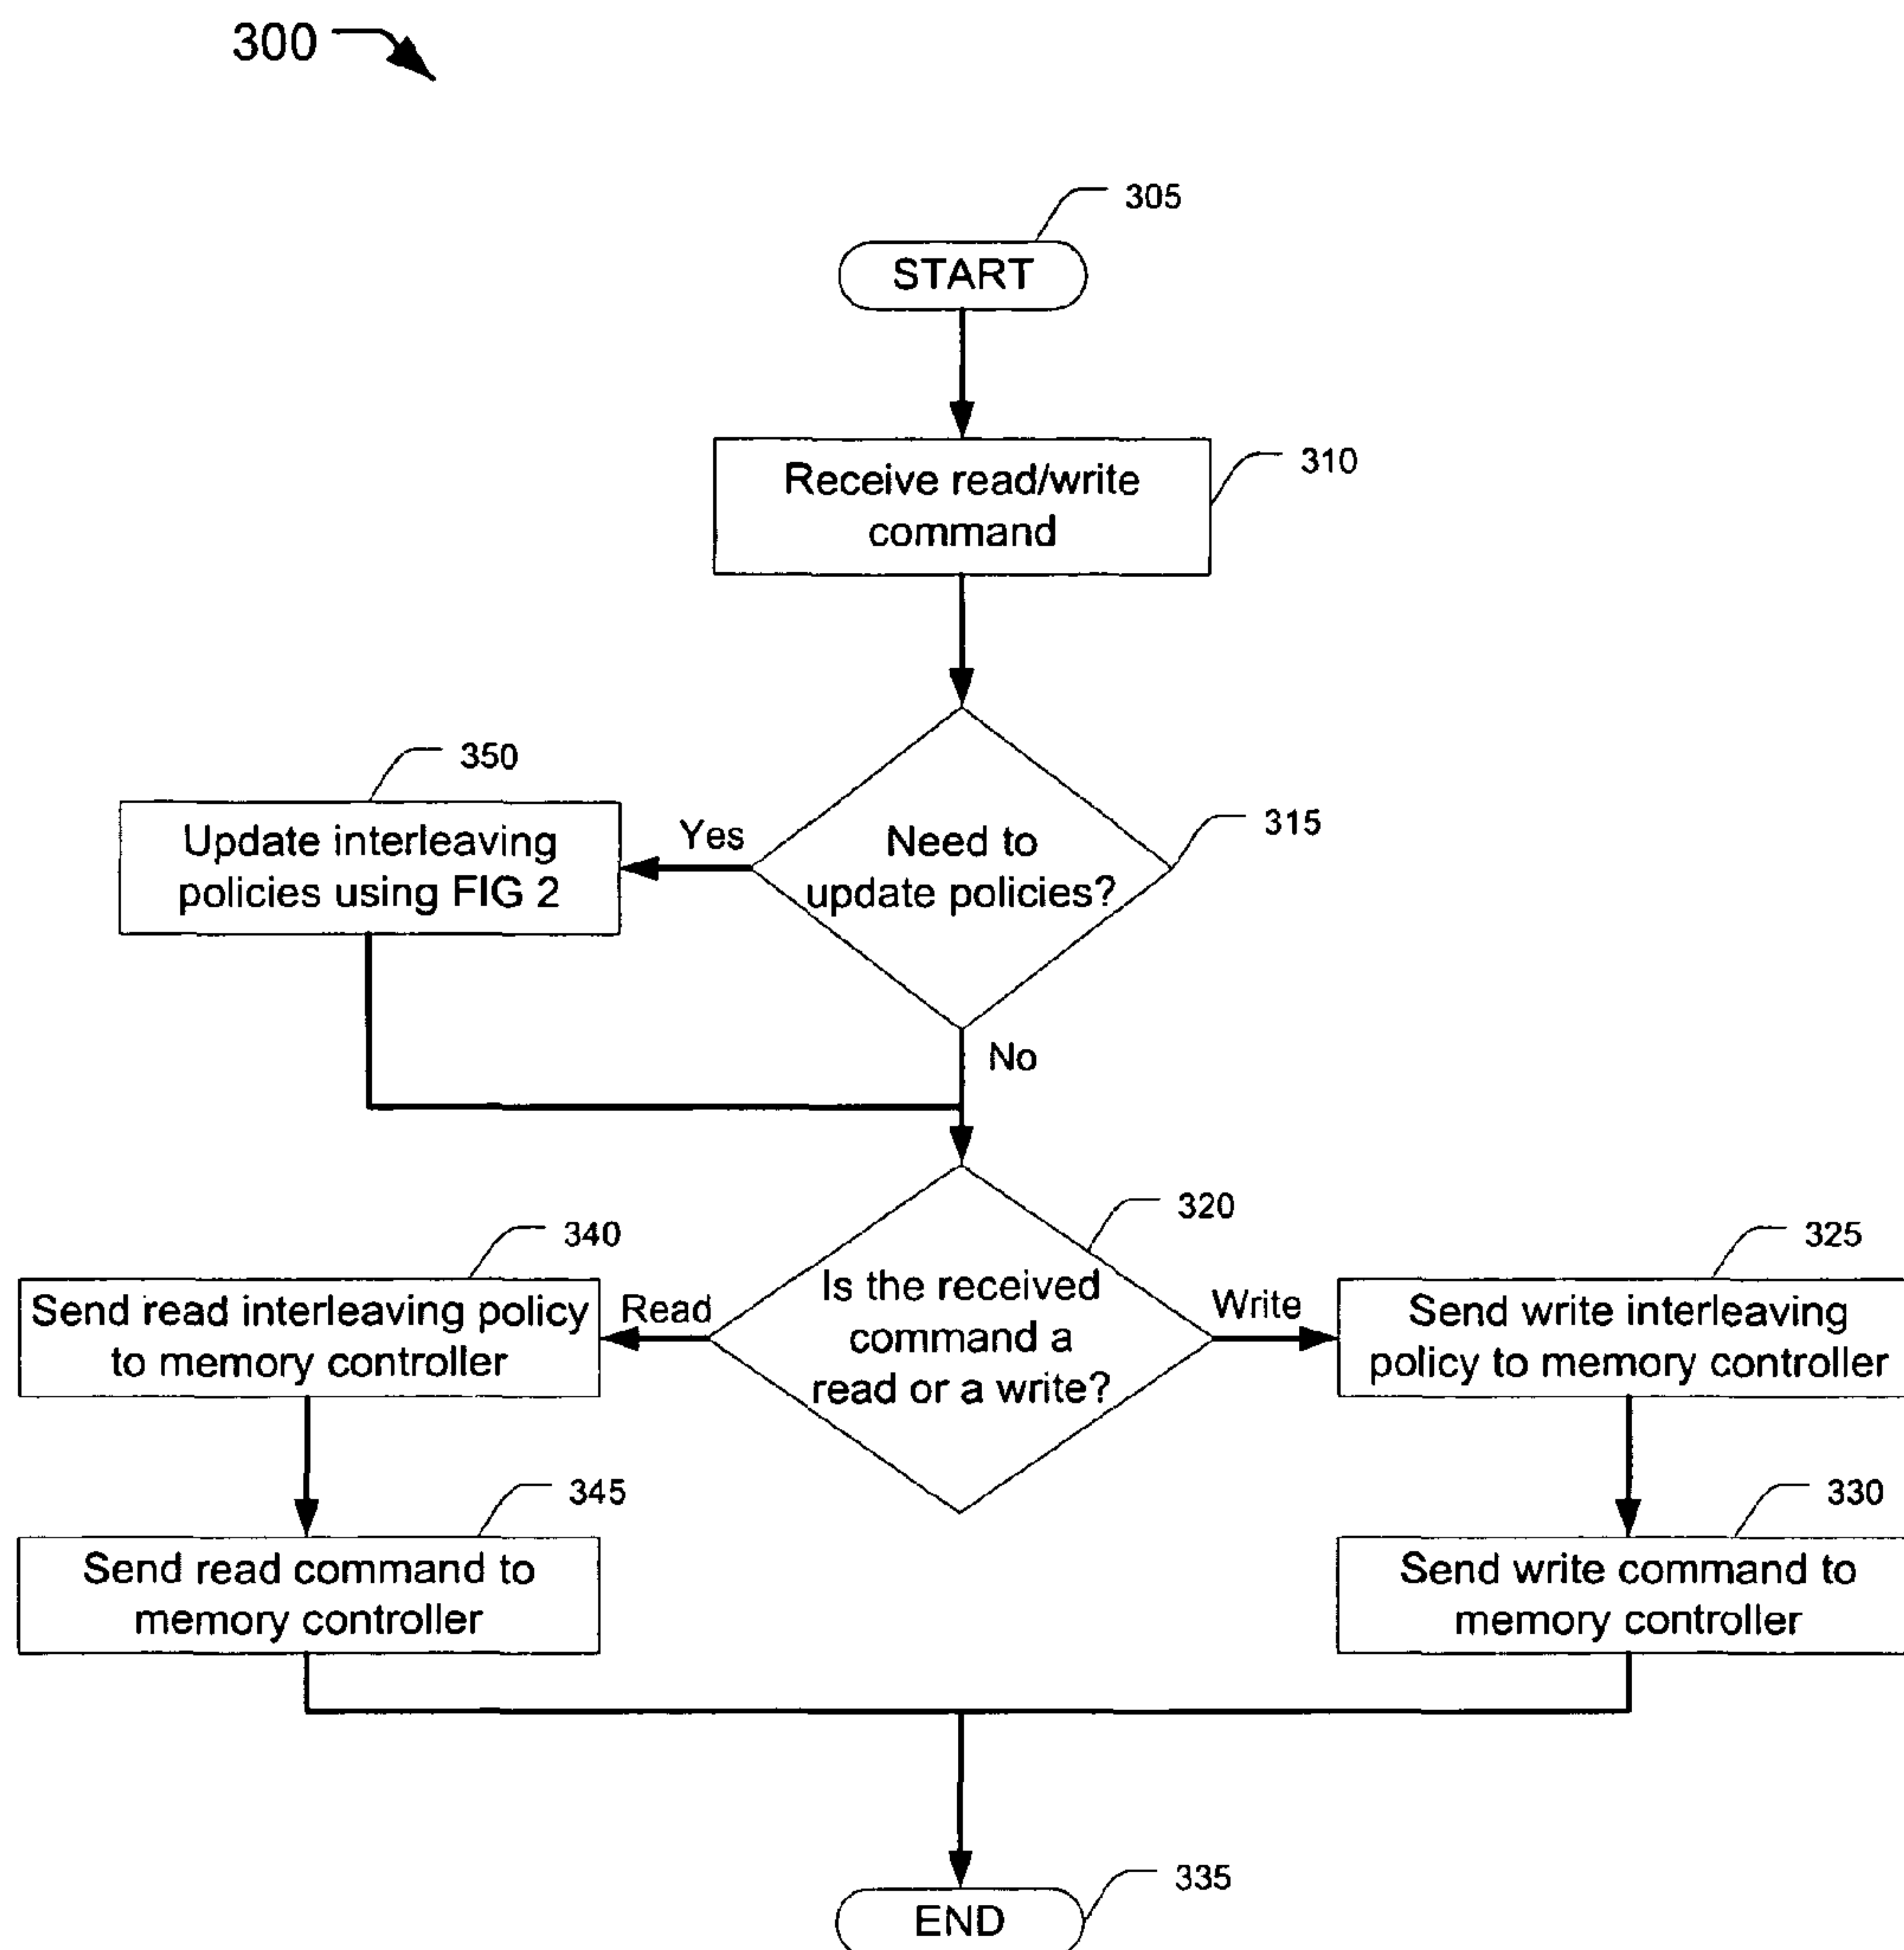 300
305
START
310
Receive read/write
command
350
315
Update interleaving
policies using FIG 2
Yes
Need to
update policies?
No
320
340
325
Send read interleaving policy
to memory controller
Read
Is the received
command a
read or a write?
Write
Send write interleaving
policy to memory controller
345
330
Send read command to
memory controller
Send write command to
memory controller
335
END